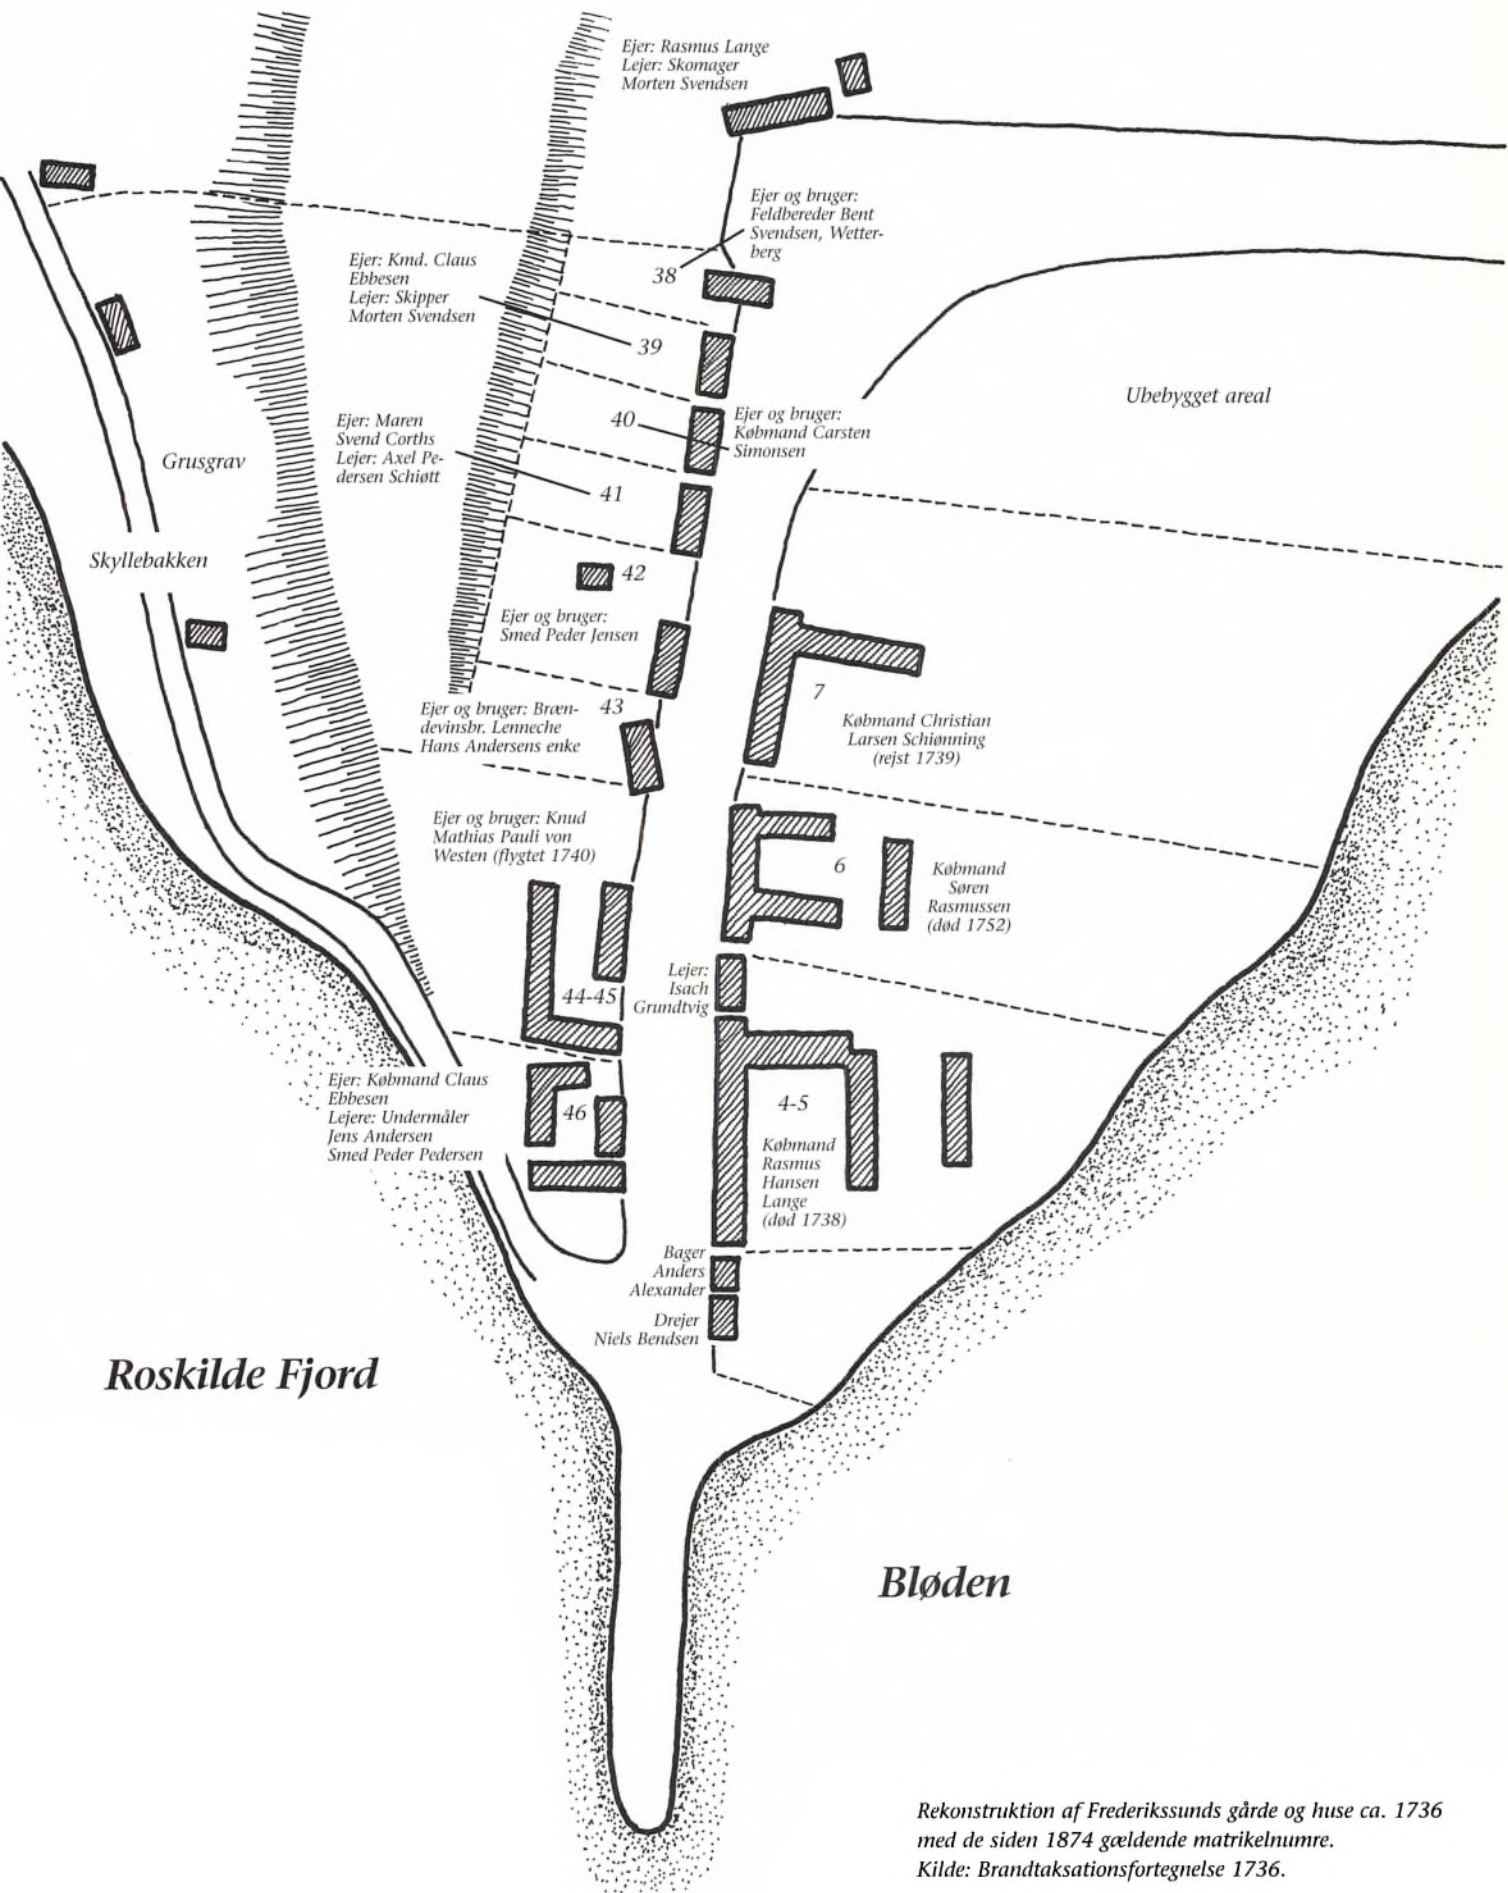 Ejer: Rasmus Lange
Lejer: Skomager
Morten Svendsen
Ejer og bruger:
Feldbereder Bent
Svendsen, Wetter-
berg
38
Ejer: Kmd. Claus
Ebbesen
Lejer: Skipper
Morten Svendsen
39
Ubebygget areal
Ejer: Maren
Svend Corths
Lejer: Axel Pe-
dersen Schiøtt
40
Ejer og bruger:
Købmand Carsten
Simonsen
Grusgrav
41
Skyllebakken
42
Ejer og bruger:
Smed Peder Jensen
7
Købmand Christian
Larsen Schiønning
(rejst 1739)
Ejer og bruger: Bræn-
devinsbr. Lenneche
Hans Andersens enke
43
Ejer og bruger: Knud
Mathias Pauli von
Westen (flygtet 1740)
6
Købmand
Søren
Rasmussen
(død 1752)
44-45
Lejer:
Isach
Grundtvig
Ejer: Købmand Claus
Ebbesen
Lejere: Undermåler
Jens Andersen
Smed Peder Pedersen
46
4-5
Købmand
Rasmus
Hansen
Lange
(død 1738)
Bager
Anders
Alexander
Drejer
Niels Bendsen
Roskilde Fjord
Bløden
Rekonstruktion af Frederikssunds gårde og huse ca. 1736
med de siden 1874 gældende matrikelnumre.
Kilde: Brandtaksationsfortegnelse 1736.